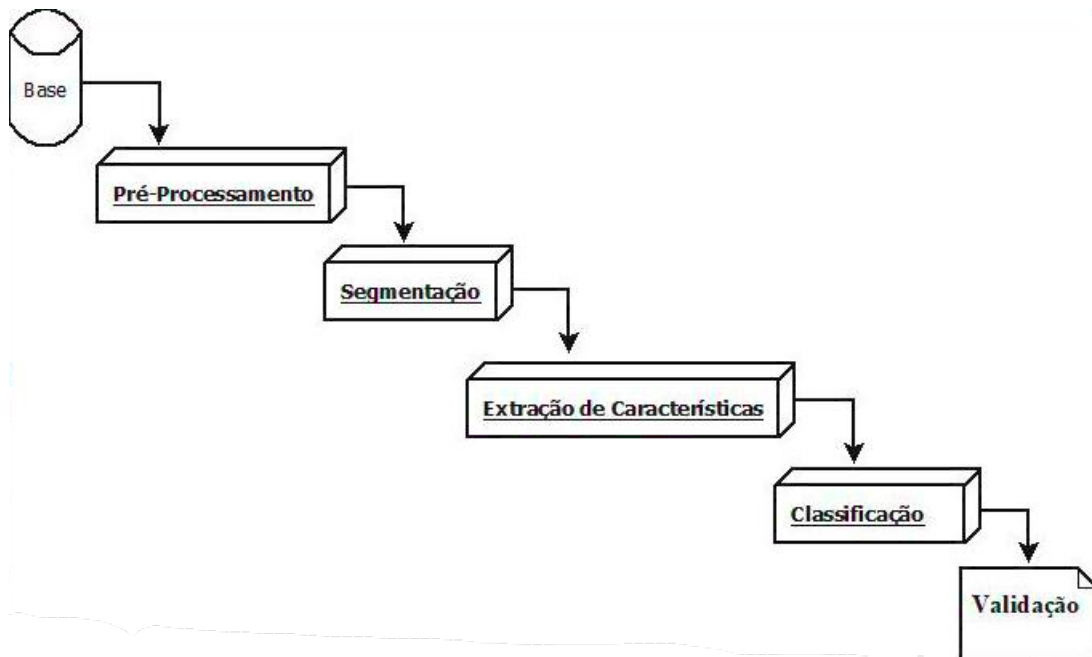 Base
Pré-Processamento
Segmentação
Extração de Características
Classificação
Validação